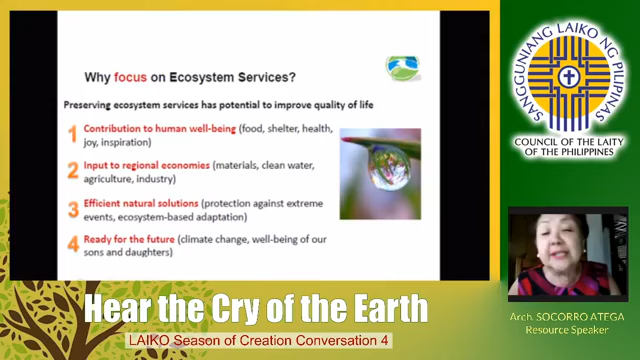 Why focus on Ecosystem Services?
Preserving ecosystem services has potential to improve quality of life
1 Contribution to human well-being (food, shelter, health,
joy, inspiration)
2 Input to regional economies (materials, clean water,
agriculture, industry)
3 Efficient natural solutions (protection against extreme
events, ecosystem-based adaptation)
4 Ready for the future (climate change, well-being of our
sons and daughters)
SANGGUNIANG LAIKO NG PILIPINAS
COUNCIL OF THE LAITY
OF THE PHILIPPINES
Arch. SOCORRO ATEGA
Resource Speaker
Hear the Cry of the Earth
LAIKO Season of Creation Conversation 4